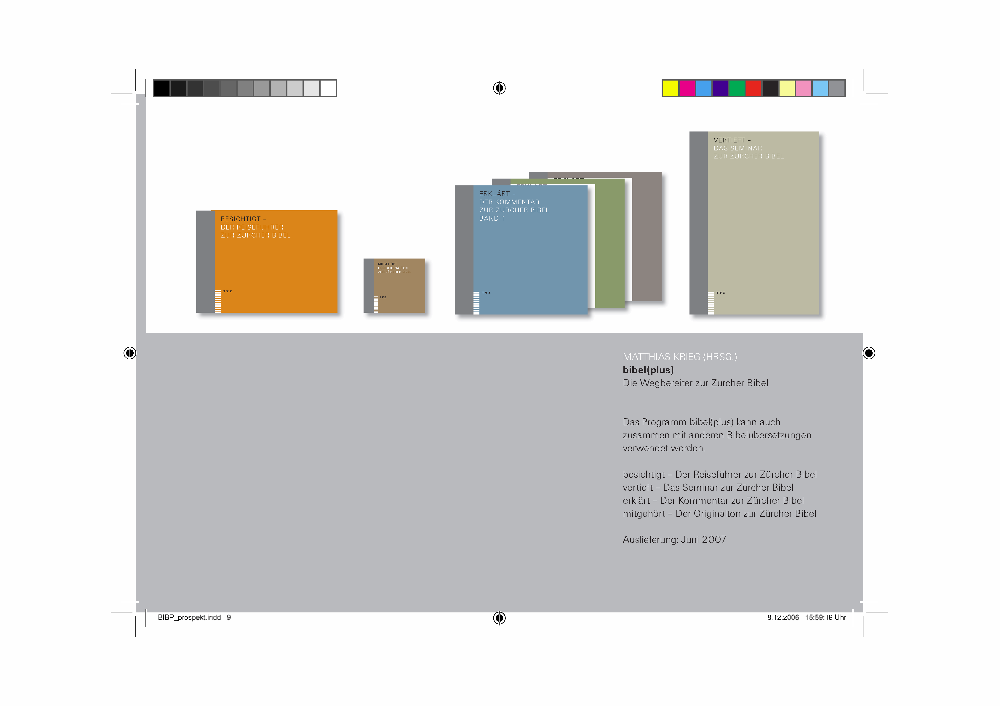 VERTIEFT –
DAS SEMINAR
ZUR ZÜRCHER BIBEL
TVZ
ERKLÄRT
ERKLÄRT
ERKLÄRT –
DER KOMMENTAR
ZUR ZÜRCHER BIBEL
BAND 1
TVZ
BESICHTIGT –
DER REISEFÜHRER
ZUR ZÜRCHER BIBEL
TVZ
MITGEHÖRT
DER ORIGINALTON
ZUR ZÜRCHER BIBEL
TVZ
MATTHIAS KRIEG (HRSG.)
bibel(plus)
Die Wegbereiter zur Zürcher Bibel
Das Programm bibel(plus) kann auch
zusammen mit anderen Bibelübersetzungen
verwendet werden.
besichtigt – Der Reiseführer zur Zürcher Bibel
vertieft – Das Seminar zur Zürcher Bibel
erklärt – Der Kommentar zur Zürcher Bibel
mitgehört – Der Originalton zur Zürcher Bibel
Auslieferung: Juni 2007
BIBP_prospekt.indd 9
8.12.2006 15:59:19 Uhr